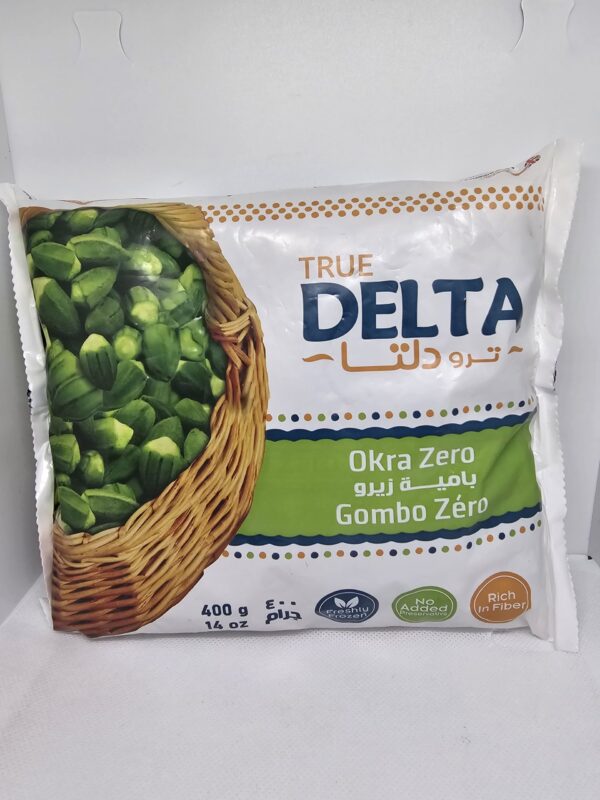 TRUE
DELTA
ترو دلتا
OKra Zero
بامية زيرو
Gombo Zéro
400 g
14 oz
٤٠٠
جرام
Freshly
Frozen
No
Added
Preservative
Rich
In Fiber